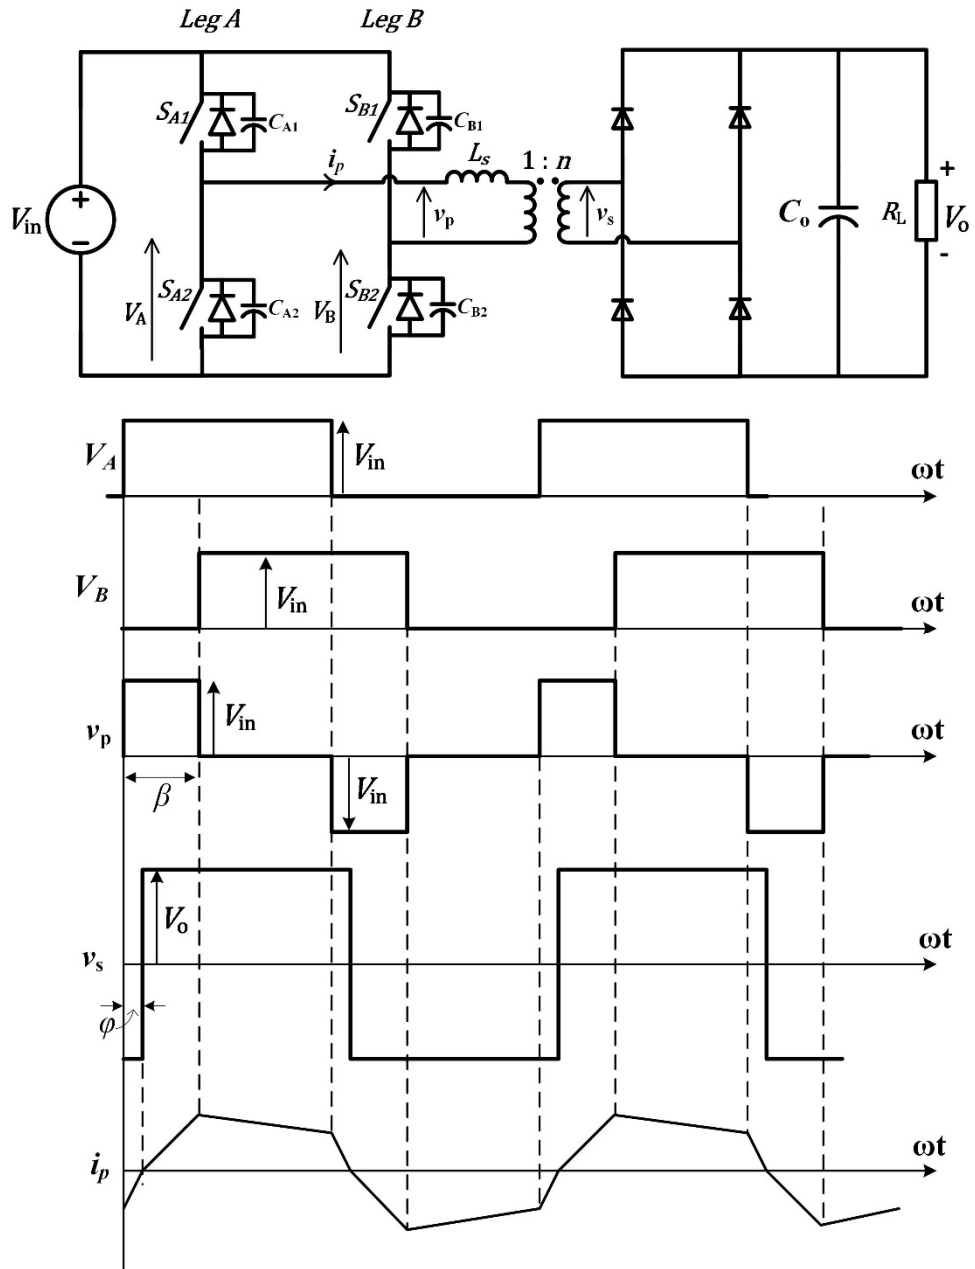 Leg A Leg B
S_A1 C_A1 S_B1 C_B1
i_p L_s 1 : n
V_in + − v_p v_s C_o R_L + V_o -
S_A2 C_A2 S_B2 C_B2
V_A V_B
V_A V_in ωt
V_B V_in ωt
v_p V_in ωt
β V_in
V_o
v_s ωt
φ
i_p ωt